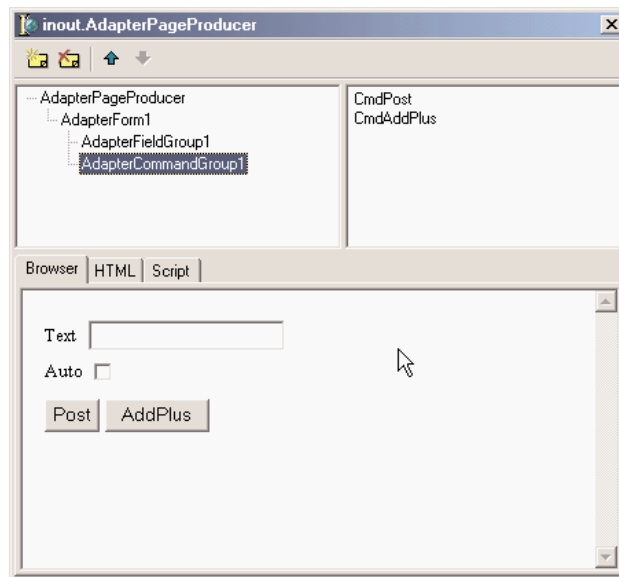 inout.AdapterPageProducer
AdapterPageProducer
AdapterForm1
AdapterFieldGroup1
AdapterCommandGroup1
CmdPost
CmdAddPlus
Browser HTML Script
Text
Auto
Post AddPlus